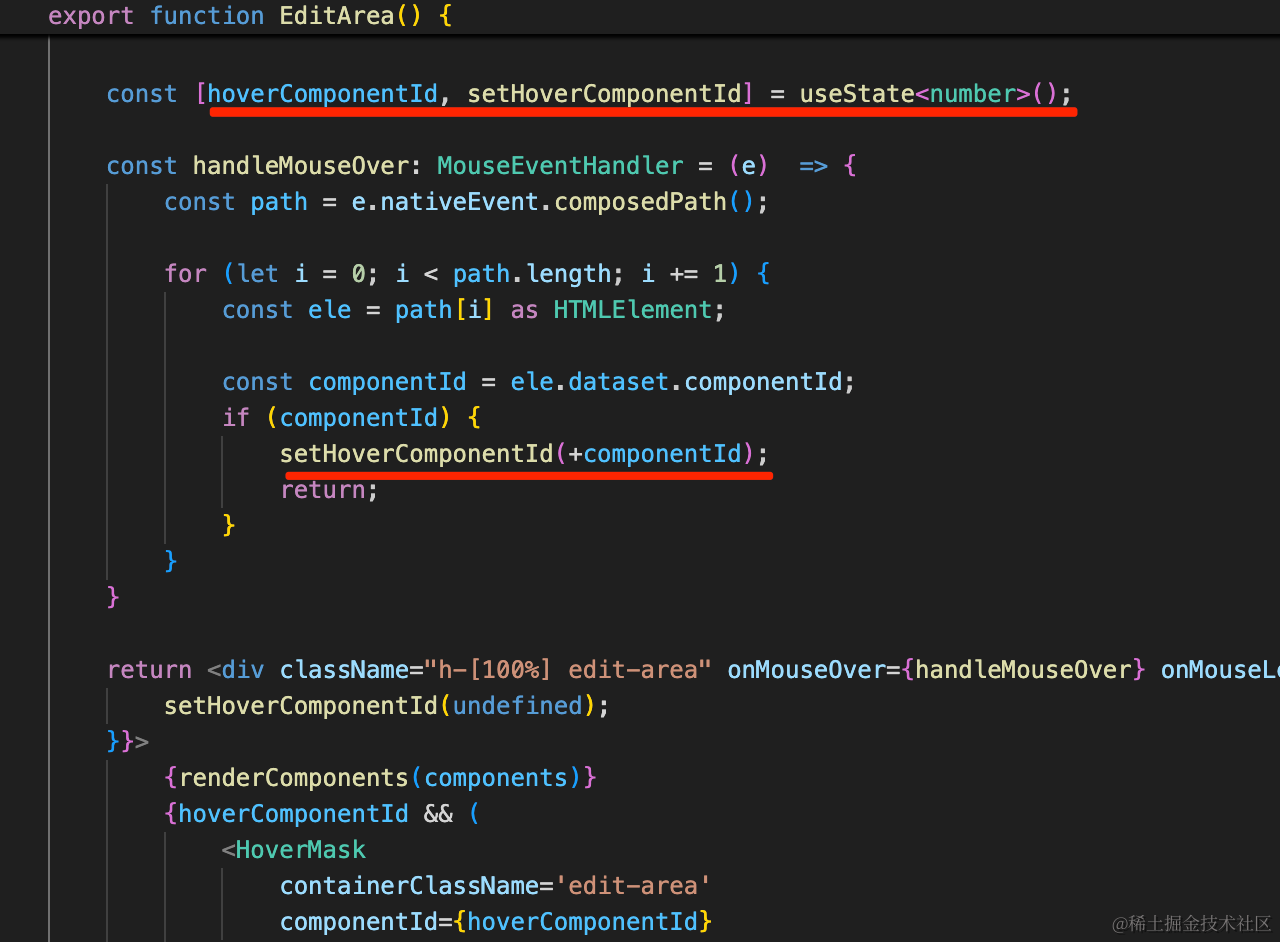 export function EditArea() {
const [hoverComponentId, setHoverComponentId] = useState<number>();
const handleMouseOver: MouseEventHandler = (e)  => {
const path = e.nativeEvent.composedPath();
for (let i = 0; i < path.length; i += 1) {
const ele = path[i] as HTMLElement;
const componentId = ele.dataset.componentId;
if (componentId) {
setHoverComponentId(+componentId);
return;
}
}
}
return <div className="h-[100%] edit-area" onMouseOver={handleMouseOver} onMouseLe
setHoverComponentId(undefined);
}}>
{renderComponents(components)}
{hoverComponentId && (
<HoverMask
containerClassName='edit-area'
componentId={hoverComponentId}
@稀土掘金技术社区